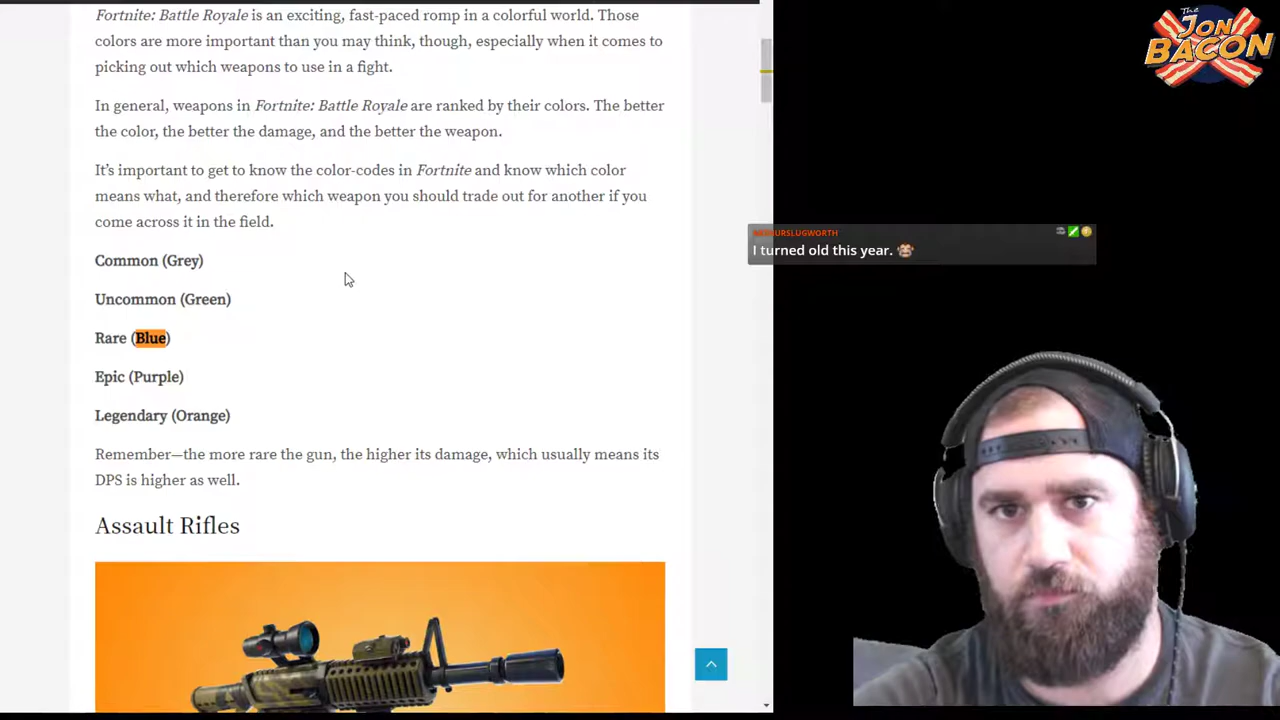 Fortnite: Battle Royale is an exciting, fast-paced romp in a colorful world. Those
colors are more important than you may think, though, especially when it comes to
picking out which weapons to use in a fight.
In general, weapons in Fortnite: Battle Royale are ranked by their colors. The better
the color, the better the damage, and the better the weapon.
It’s important to get to know the color-codes in Fortnite and know which color
means what, and therefore which weapon you should trade out for another if you
come across it in the field.
Common (Grey)
Uncommon (Green)
Rare (Blue)
Epic (Purple)
Legendary (Orange)
Remember—the more rare the gun, the higher its damage, which usually means its
DPS is higher as well.
Assault Rifles
The
JON
BACON
I turned old this year.